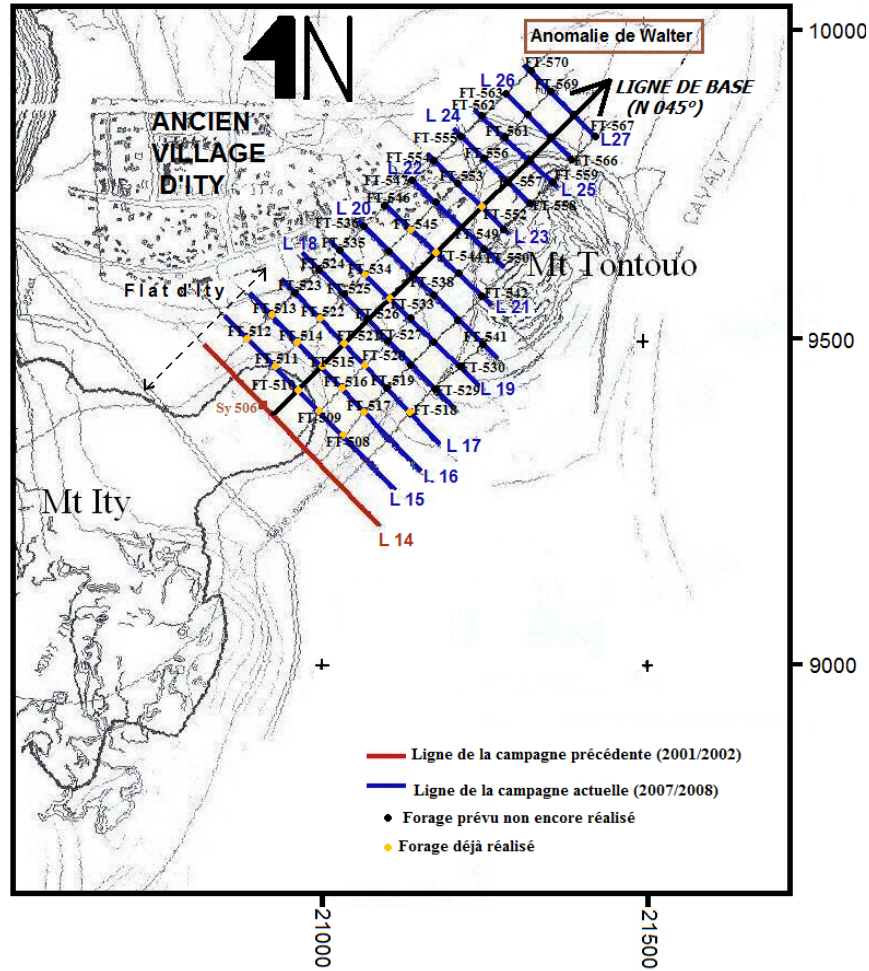 N
Anomalie de Walter
10000
FT-570
L 26
FT-569
LIGNE DE BASE
(N 045°)
FT-563
FT-562
L 24
FT-561
FT-567
L27
FT-555
FT-556
FT-566
ANCIEN
VILLAGE
D'ITY
FT-554
L 22
FT-553
FT-557
FT-559
L 25
FT-547
FT-546
FT-552
FT-558
L 20
FT-536
FT-545
FT-549
L 23
L 18
FT-535
FT-544
FT-550
Mt Tontouo
CAVALY
FT-524
FT-534
Flat d'Ity
FT-523
FT-525
FT-538
FT-542
L 21
FT-513
FT-522
FT-526
FT-533
FT-512
FT-514
FT-521
FT-527
FT-541
9500
FT-511
FT-515
FT-520
FT-530
FT-510
FT-516
FT-519
FT-529
L 19
Sy 506
FT-509
FT-517
FT-518
FT-508
L 17
L 16
Mt Ity
L 15
L 14
9000
Ligne de la campagne précédente (2001/2002)
Ligne de la campagne actuelle (2007/2008)
Forage prévu non encore réalisé
Forage déjà réalisé
21000
21500